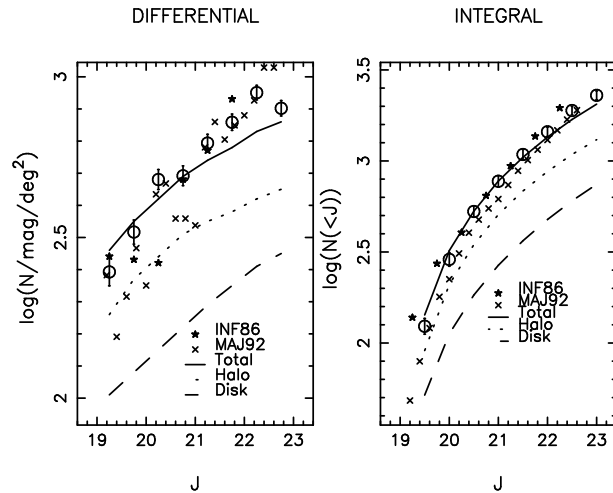 DIFFERENTIAL
INTEGRAL
log(N/mag/deg²)
3
2.5
2
INF86
MAJ92
Total
Halo
Disk
19 20 21 22 23
J
log(N(<J))
3.5
3
2.5
2
INF86
MAJ92
Total
Halo
Disk
19 20 21 22 23
J